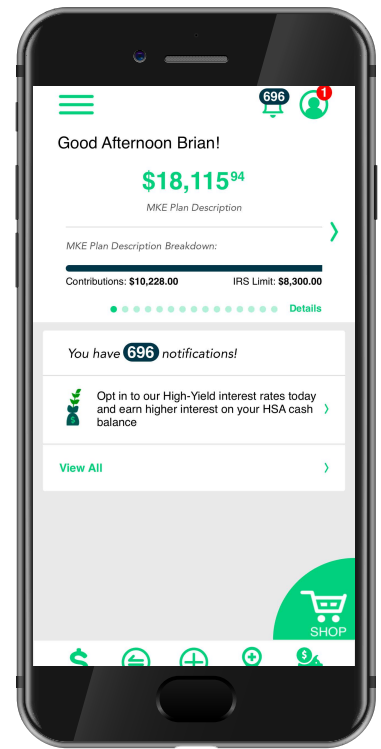 696
1
Good Afternoon Brian!
$18,115.94
MKE Plan Description
MKE Plan Description Breakdown:
Contributions: $10,228.00 IRS Limit: $8,300.00
Details
You have 696 notifications!
Opt in to our High-Yield interest rates today
and earn higher interest on your HSA cash
balance
View All
SHOP